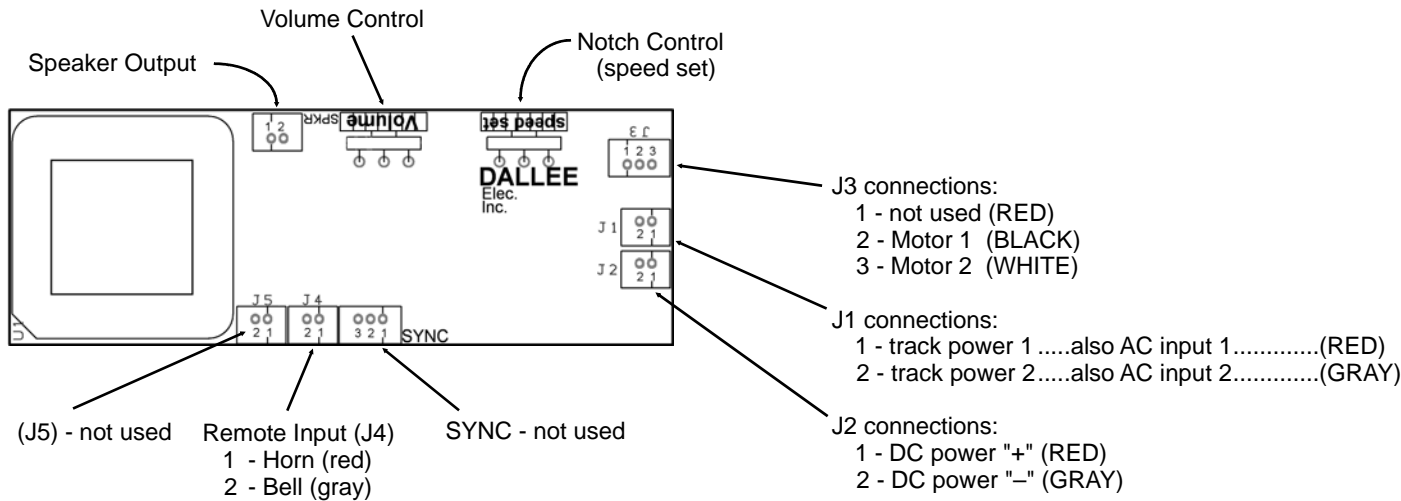 Volume Control
Speaker Output
Notch Control
(speed set)
1 2
SPKR
Volume
speed set
J3
1 2 3
DALLEE
Elec.
Inc.
J1
2 1
J2
2 1
U1
J5
2 1
J4
2 1
3 2 1
SYNC
J3 connections:
1 - not used (RED)
2 - Motor 1 (BLACK)
3 - Motor 2 (WHITE)
J1 connections:
1 - track power 1 .....also AC input 1.............(RED)
2 - track power 2 .....also AC input 2.............(GRAY)
J2 connections:
1 - DC power "+" (RED)
2 - DC power "–" (GRAY)
(J5) - not used
Remote Input (J4)
1 - Horn (red)
2 - Bell (gray)
SYNC - not used